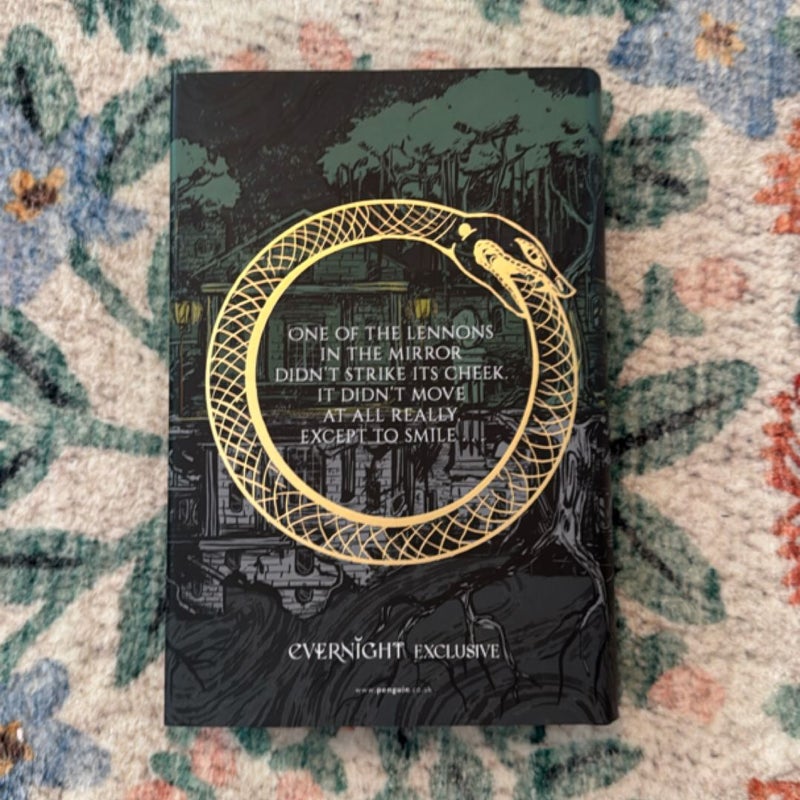 ONE OF THE LENNONS
IN THE MIRROR
DIDN'T STRIKE ITS CHEEK.
IT DIDN'T MOVE
AT ALL REALLY,
EXCEPT TO SMILE . . .
EVERNIGHT EXCLUSIVE
www.penguin.co.uk